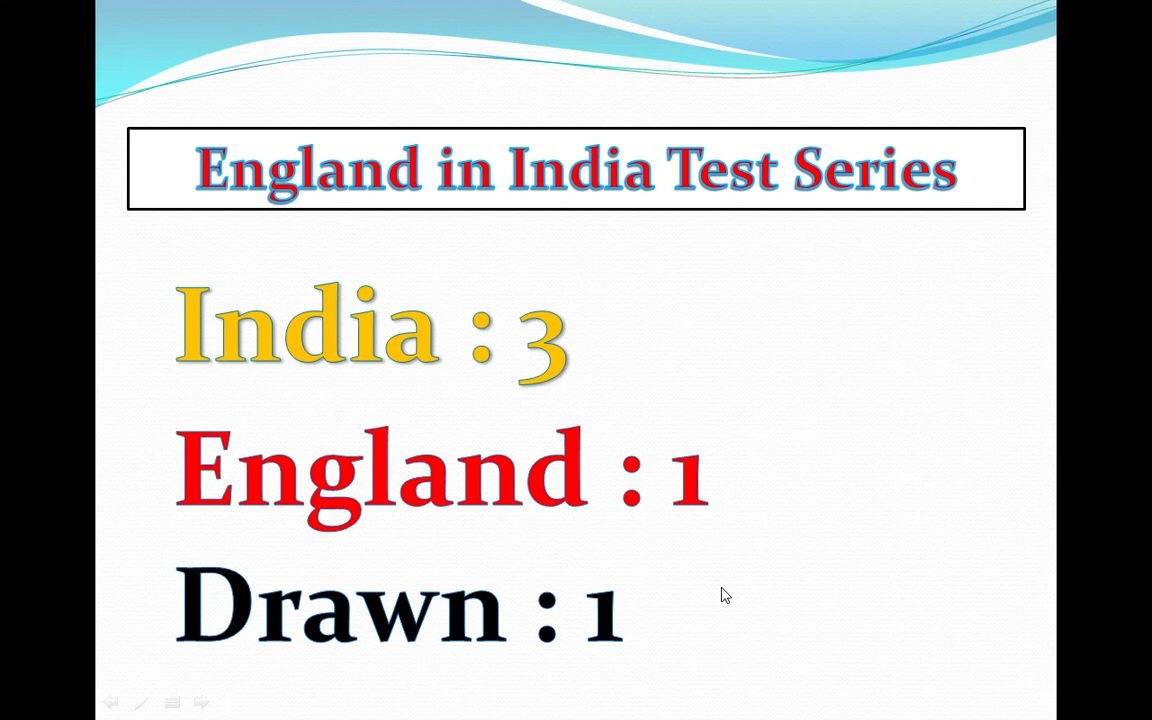 England in India Test Series
India : 3
England : 1
Drawn : 1